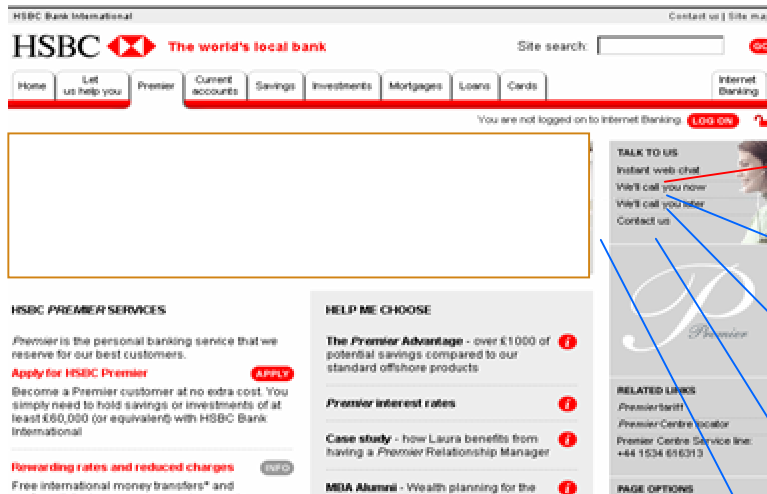 HSBC Bank International
Contact us | Site map
HSBC The world's local bank
Site search: GO
Home
Let us help you
Premier
Current accounts
Savings
Investments
Mortgages
Loans
Cards
Internet Banking
You are not logged on to Internet Banking. LOG ON
TALK TO US
Instant web chat
We'll call you now
We'll call you later
Contact us
Premier
HSBC PREMIER SERVICES
Premier is the personal banking service that we
reserve for our best customers.
Apply for HSBC Premier APPLY
Become a Premier customer at no extra cost. You
simply need to hold savings or investments of at
least £60,000 (or equivalent) with HSBC Bank
International
Rewarding rates and reduced charges INFO
Free international money transfers* and
HELP ME CHOOSE
The Premier Advantage - over £1000 of
potential savings compared to our
standard offshore products
Premier interest rates
Case study - how Laura benefits from
having a Premier Relationship Manager
MBA Alumni - Wealth planning for the
RELATED LINKS
Premier tariff
Premier Centre locator
Premier Centre Service line:
+44 1534 616313
PAGE OPTIONS